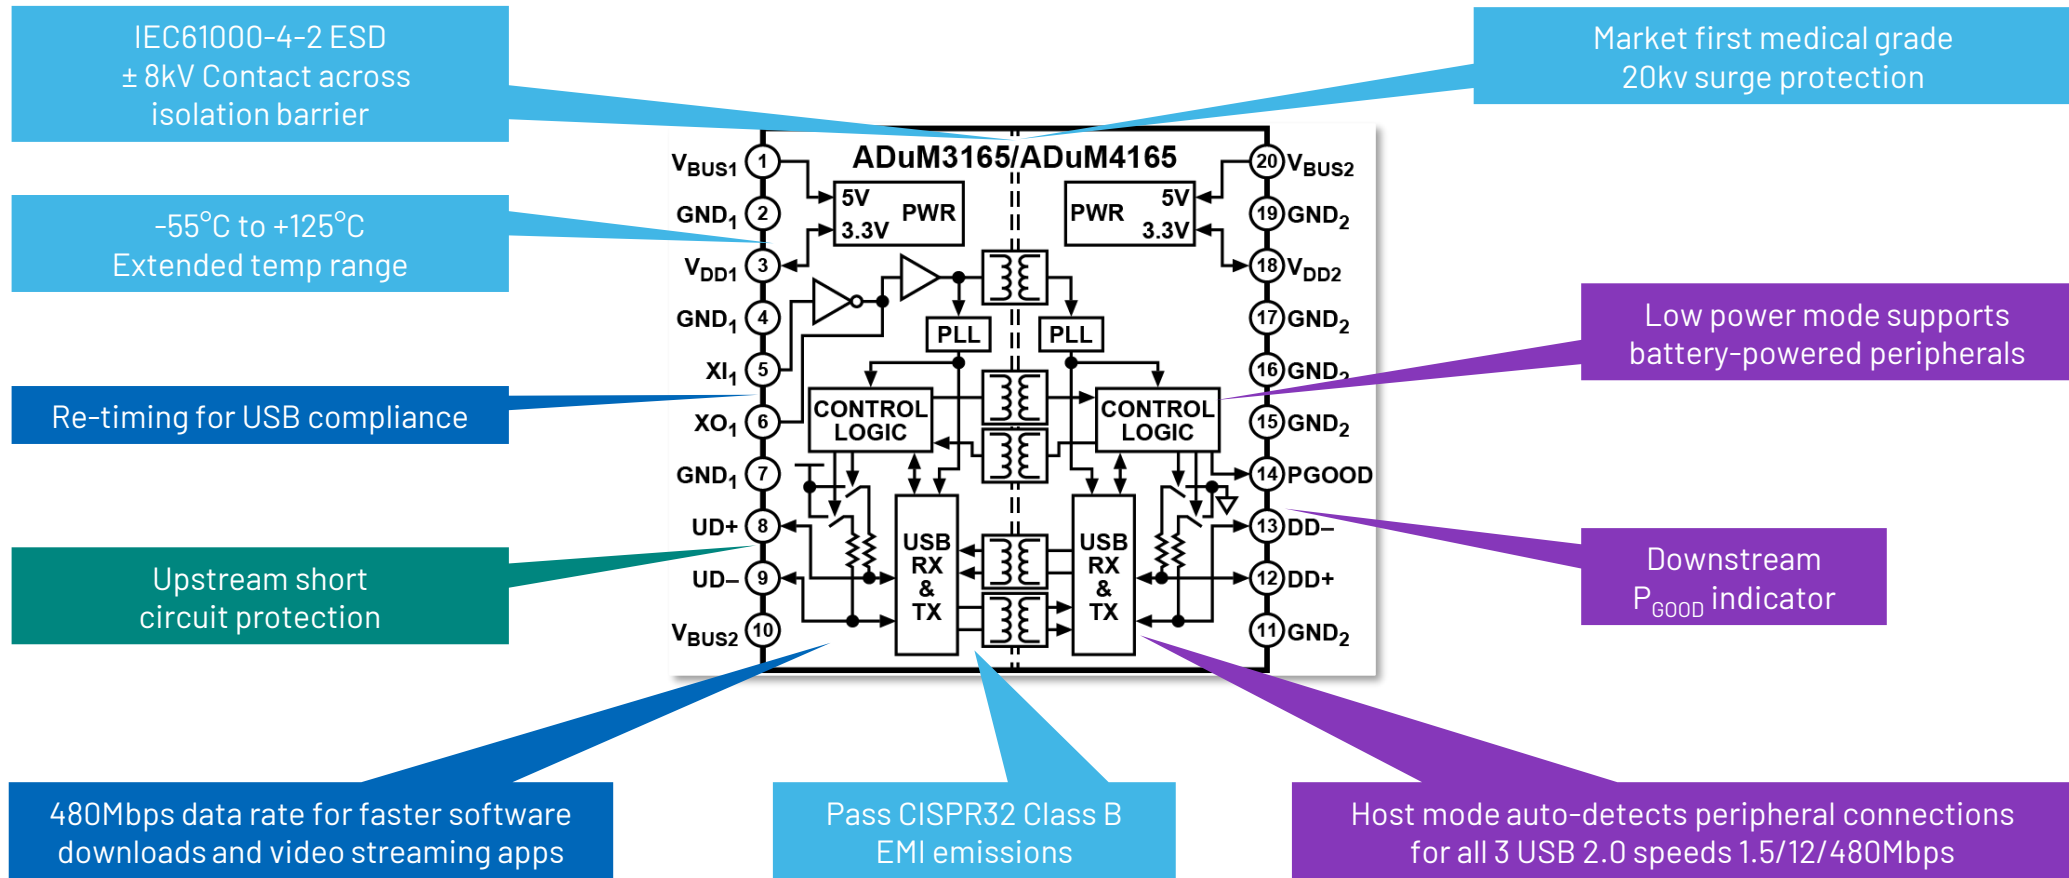 IEC61000-4-2 ESD
± 8kV Contact across
isolation barrier
Market first medical grade
20kv surge protection
-55°C to +125°C
Extended temp range
Re-timing for USB compliance
Upstream short
circuit protection
Low power mode supports
battery-powered peripherals
Downstream
PGOOD indicator
480Mbps data rate for faster software
downloads and video streaming apps
Pass CISPR32 Class B
EMI emissions
Host mode auto-detects peripheral connections
for all 3 USB 2.0 speeds 1.5/12/480Mbps
ADuM3165/ADuM4165
VBUS1 1
GND1 2
VDD1 3
GND1 4
XI1 5
XO1 6
GND1 7
UD+ 8
UD– 9
VBUS2 10
20 VBUS2
19 GND2
18 VDD2
17 GND2
16 GND2
15 GND2
14 PGOOD
13 DD–
12 DD+
11 GND2
5V
PWR
3.3V
5V
PWR
3.3V
PLL
PLL
CONTROL
LOGIC
CONTROL
LOGIC
USB
RX
&
TX
USB
RX
&
TX